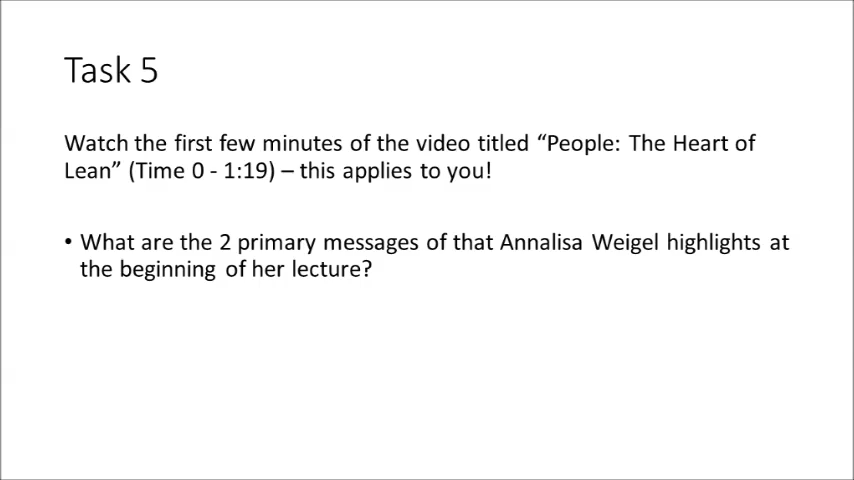 Task 5
Watch the first few minutes of the video titled “People: The Heart of
Lean” (Time 0 - 1:19) – this applies to you!
• What are the 2 primary messages of that Annalisa Weigel highlights at
the beginning of her lecture?